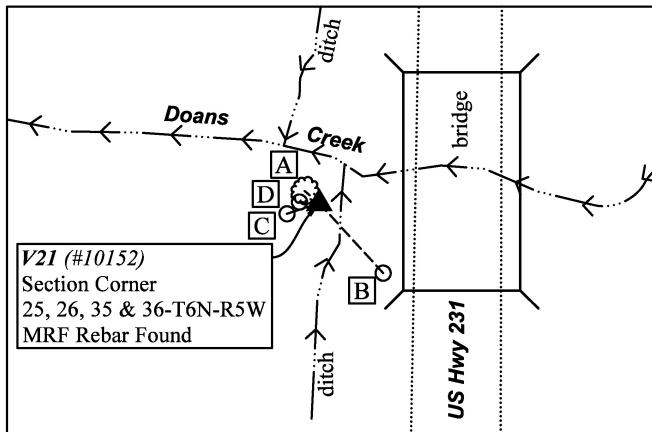 ditch
Doans
Creek
bridge
A
D
C
B
V21 (#10152)
Section Corner
25, 26, 35 & 36-T6N-R5W
MRF Rebar Found
ditch
US Hwy 231